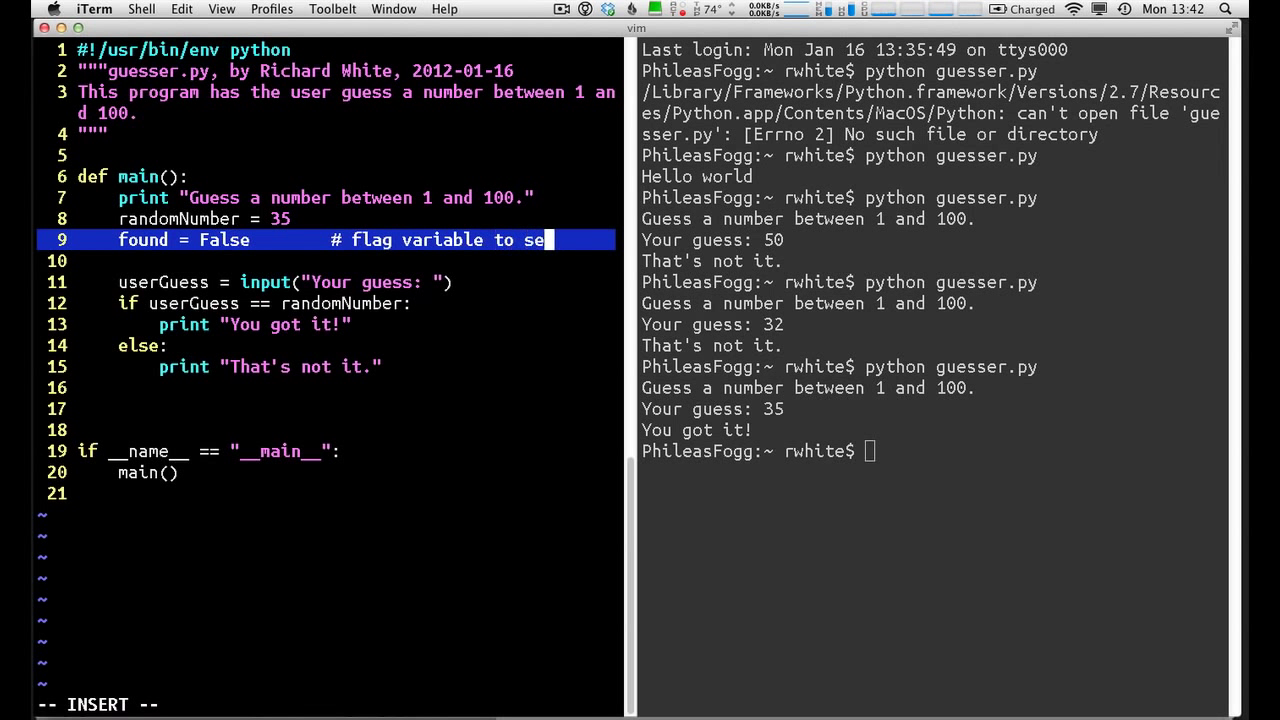 iTerm Shell Edit View Profiles Toolbelt Window Help 74° 0.0KB/s 0.0KB/s Charged Mon 13:42
vim
1 #!/usr/bin/env python
2 """guesser.py, by Richard White, 2012-01-16
3 This program has the user guess a number between 1 an
d 100.
4 """
5
6 def main():
7 print "Guess a number between 1 and 100."
8 randomNumber = 35
9 found = False # flag variable to se
10
11 userGuess = input("Your guess: ")
12 if userGuess == randomNumber:
13 print "You got it!"
14 else:
15 print "That's not it."
16
17
18
19 if __name__ == "__main__":
20 main()
21
~
~
~
~
~
~
~
~
~
-- INSERT --
Last login: Mon Jan 16 13:35:49 on ttys000
PhileasFogg:~ rwhite$ python guesser.py
/Library/Frameworks/Python.framework/Versions/2.7/Resourc
es/Python.app/Contents/MacOS/Python: can't open file 'gue
sser.py': [Errno 2] No such file or directory
PhileasFogg:~ rwhite$ python guesser.py
Hello world
PhileasFogg:~ rwhite$ python guesser.py
Guess a number between 1 and 100.
Your guess: 50
That's not it.
PhileasFogg:~ rwhite$ python guesser.py
Guess a number between 1 and 100.
Your guess: 32
That's not it.
PhileasFogg:~ rwhite$ python guesser.py
Guess a number between 1 and 100.
Your guess: 35
You got it!
PhileasFogg:~ rwhite$